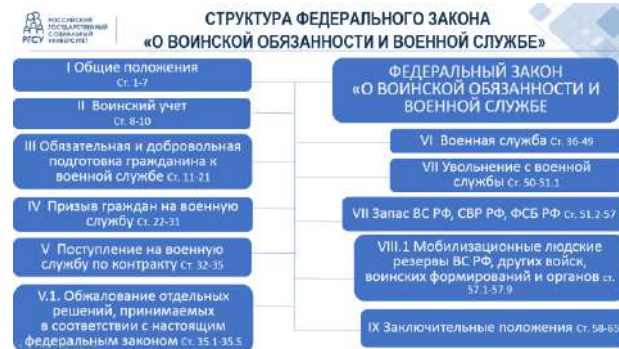 РОССИЙСКИЙ
ГОСУДАРСТВЕННЫЙ
СОЦИАЛЬНЫЙ
УНИВЕРСИТЕТ
РГСУ
СТРУКТУРА ФЕДЕРАЛЬНОГО ЗАКОНА
«О ВОИНСКОЙ ОБЯЗАННОСТИ И ВОЕННОЙ СЛУЖБЕ»
I Общие положения
Ст. 1-7
II Воинский учет
Ст. 8-10
III Обязательная и добровольная
подготовка гражданина к
военной службе Ст. 11-21
IV Призыв граждан на военную
службу Ст. 22-31
V Поступление на военную
службу по контракту Ст. 32-35
V.1. Обжалование отдельных
решений, принимаемых
в соответствии с настоящим
федеральным законом Ст. 35.1-35.5
ФЕДЕРАЛЬНЫЙ ЗАКОН
«О ВОИНСКОЙ ОБЯЗАННОСТИ И
ВОЕННОЙ СЛУЖБЕ
VI Военная служба Ст. 36-49
VII Увольнение с военной
службы Ст. 50-51.1
VII Запас ВС РФ, СВР РФ, ФСБ РФ Ст. 51.2-57
VIII.1 Мобилизационные людские
резервы ВС РФ, других войск,
воинских формирований и органов ст.
57.1-57.9
IX Заключительные положения Ст. 58-65